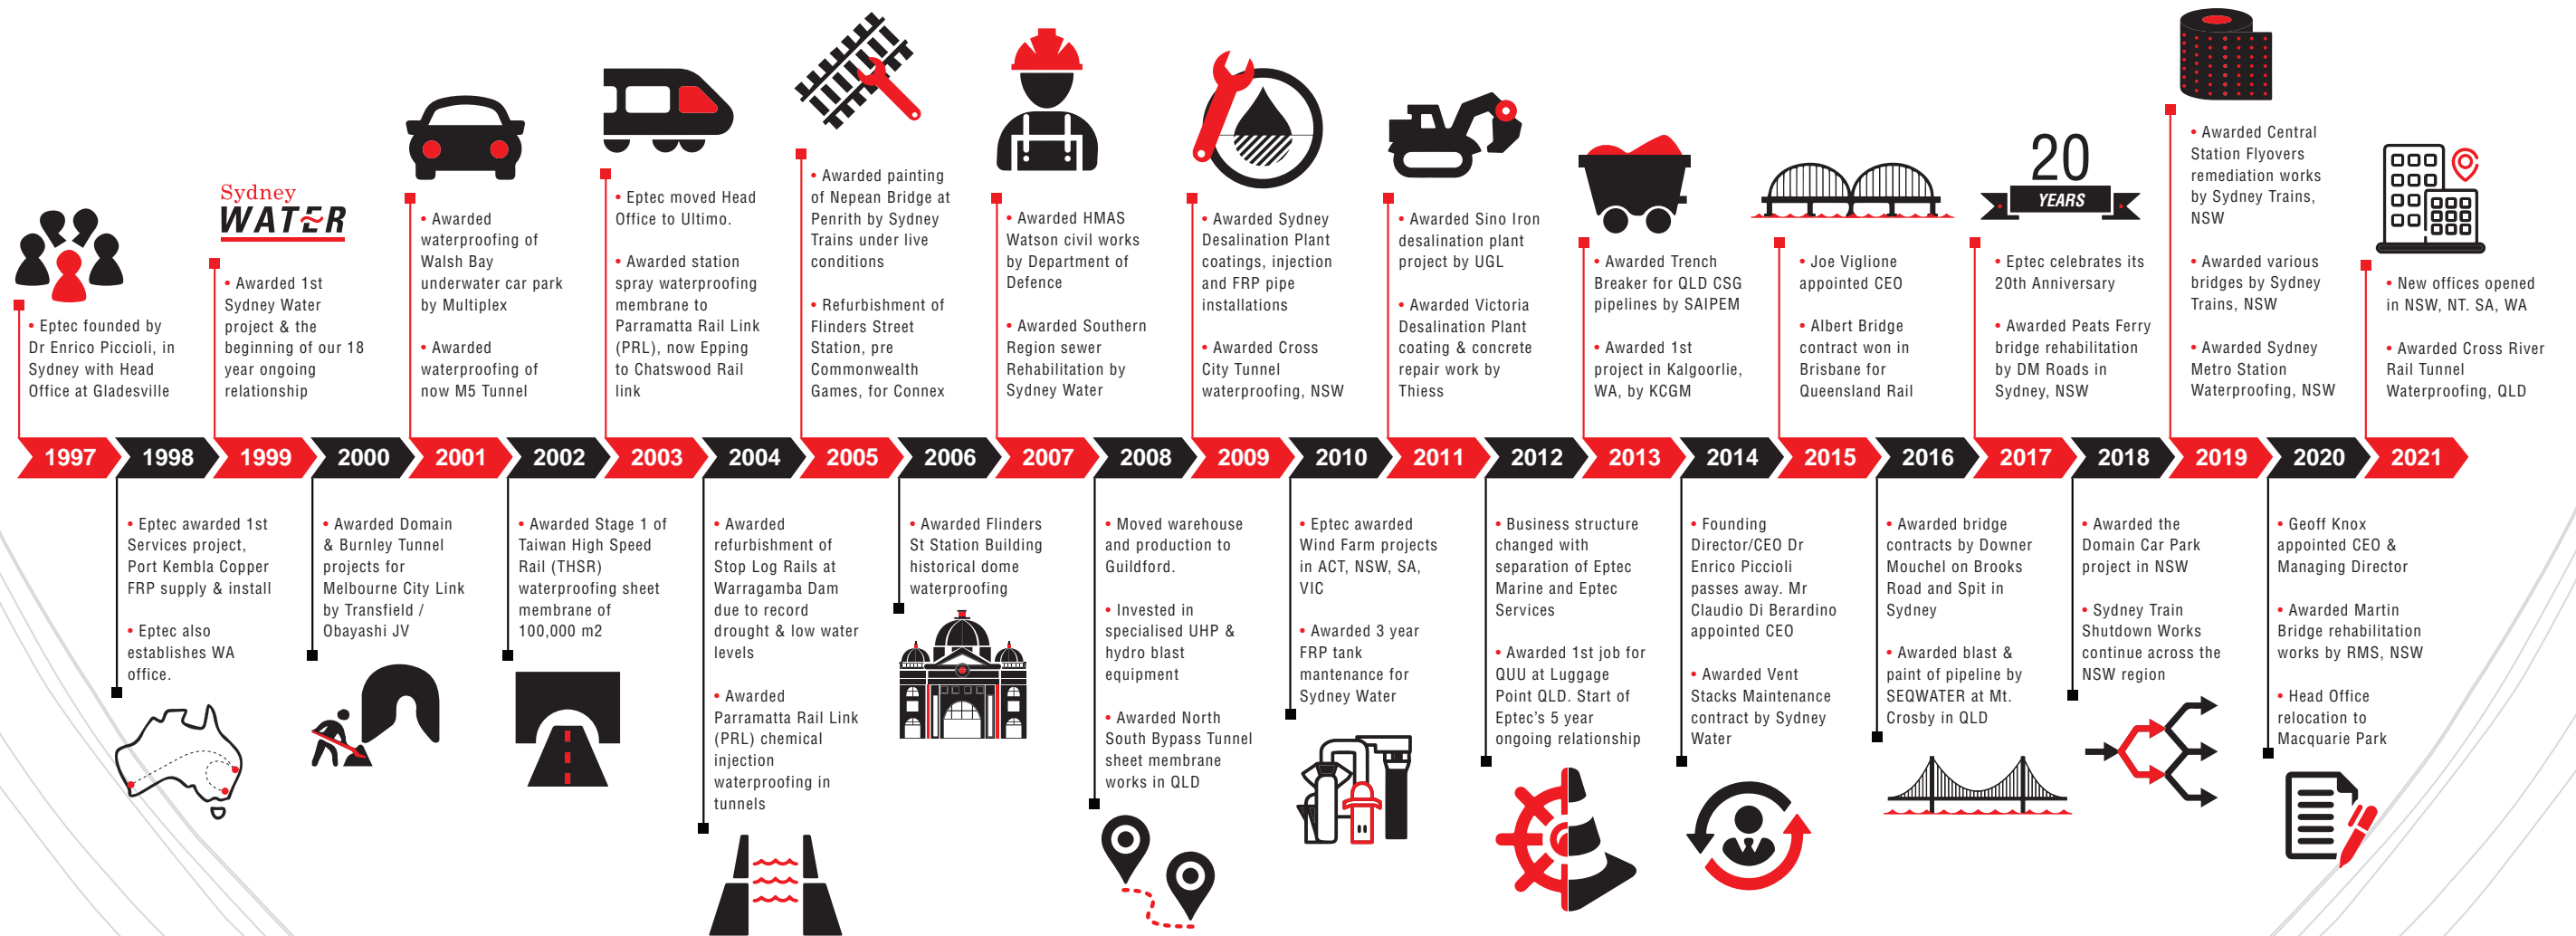 Sydney
WATER
20
YEARS
• Eptec founded by
Dr Enrico Piccioli, in
Sydney with Head
Office at Gladesville
• Awarded 1st
Sydney Water
project & the
beginning of our 18
year ongoing
relationship
• Awarded
waterproofing of
Walsh Bay
underwater car park
by Multiplex
• Awarded
waterproofing of
now M5 Tunnel
• Eptec moved Head
Office to Ultimo.
• Awarded station
spray waterproofing
membrane to
Parramatta Rail Link
(PRL), now Epping
to Chatswood Rail
link
• Awarded painting
of Nepean Bridge at
Penrith by Sydney
Trains under live
conditions
• Refurbishment of
Flinders Street
Station, pre
Commonwealth
Games, for Connex
• Awarded HMAS
Watson civil works
by Department of
Defence
• Awarded Southern
Region sewer
Rehabilitation by
Sydney Water
• Awarded Sydney
Desalination Plant
coatings, injection
and FRP pipe
installations
• Awarded Cross
City Tunnel
waterproofing, NSW
• Awarded Sino Iron
desalination plant
project by UGL
• Awarded Victoria
Desalination Plant
coating & concrete
repair work by
Thiess
• Awarded Trench
Breaker for QLD CSG
pipelines by SAIPEM
• Awarded 1st
project in Kalgoorlie,
WA, by KCGM
• Joe Viglione
appointed CEO
• Albert Bridge
contract won in
Brisbane for
Queensland Rail
• Eptec celebrates its
20th Anniversary
• Awarded Peats Ferry
bridge rehabilitation
by DM Roads in
Sydney, NSW
• Awarded Central
Station Flyovers
remediation works
by Sydney Trains,
NSW
• Awarded various
bridges by Sydney
Trains, NSW
• Awarded Sydney
Metro Station
Waterproofing, NSW
• New offices opened
in NSW, NT. SA, WA
• Awarded Cross River
Rail Tunnel
Waterproofing, QLD
1997 1998 1999 2000 2001 2002 2003 2004 2005 2006 2007 2008 2009 2010 2011 2012 2013 2014 2015 2016 2017 2018 2019 2020 2021
• Eptec awarded 1st
Services project,
Port Kembla Copper
FRP supply & install
• Eptec also
establishes WA
office.
• Awarded Domain
& Burnley Tunnel
projects for
Melbourne City Link
by Transfield /
Obayashi JV
• Awarded Stage 1 of
Taiwan High Speed
Rail (THSR)
waterproofing sheet
membrane of
100,000 m2
• Awarded
refurbishment of
Stop Log Rails at
Warragamba Dam
due to record
drought & low water
levels
• Awarded
Parramatta Rail Link
(PRL) chemical
injection
waterproofing in
tunnels
• Awarded Flinders
St Station Building
historical dome
waterproofing
• Moved warehouse
and production to
Guildford.
• Invested in
specialised UHP &
hydro blast
equipment
• Awarded North
South Bypass Tunnel
sheet membrane
works in QLD
• Eptec awarded
Wind Farm projects
in ACT, NSW, SA,
VIC
• Awarded 3 year
FRP tank
mantenance for
Sydney Water
• Business structure
changed with
separation of Eptec
Marine and Eptec
Services
• Awarded 1st job for
QUU at Luggage
Point QLD. Start of
Eptec's 5 year
ongoing relationship
• Founding
Director/CEO Dr
Enrico Piccioli
passes away. Mr
Claudio Di Berardino
appointed CEO
• Awarded Vent
Stacks Maintenance
contract by Sydney
Water
• Awarded bridge
contracts by Downer
Mouchel on Brooks
Road and Spit in
Sydney
• Awarded blast &
paint of pipeline by
SEQWATER at Mt.
Crosby in QLD
• Awarded the
Domain Car Park
project in NSW
• Sydney Train
Shutdown Works
continue across the
NSW region
• Geoff Knox
appointed CEO &
Managing Director
• Awarded Martin
Bridge rehabilitation
works by RMS, NSW
• Head Office
relocation to
Macquarie Park